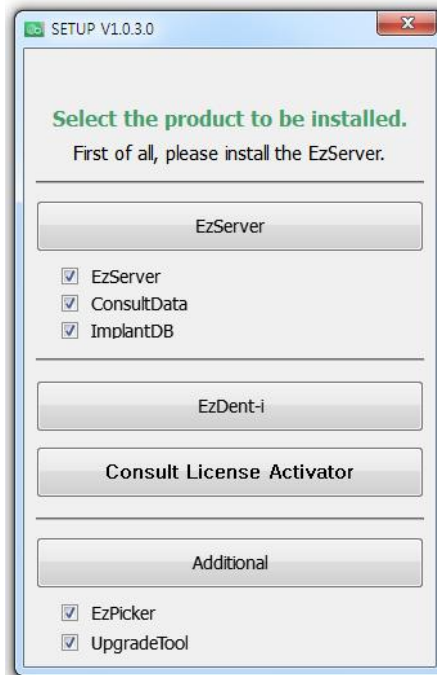 SETUP V1.0.3.0
Select the product to be installed.
First of all, please install the EzServer.
EzServer
EzServer
ConsultData
ImplantDB
EzDent-i
Consult License Activator
Additional
EzPicker
UpgradeTool